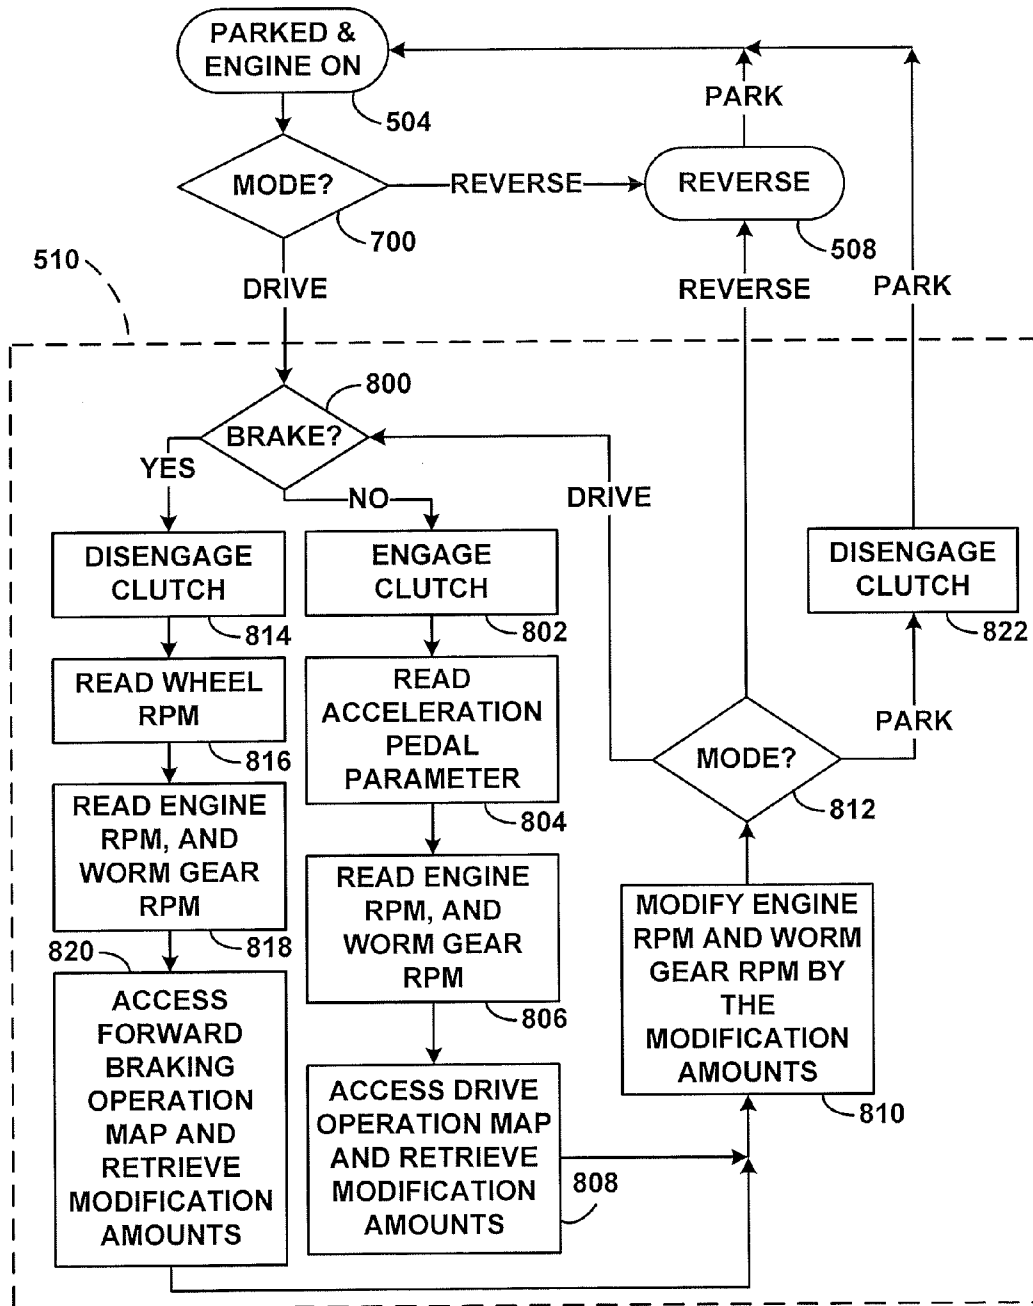 PARKED &
ENGINE ON
504
PARK
MODE?
REVERSE
REVERSE
700
508
510
DRIVE
REVERSE
PARK
800
BRAKE?
YES
NO
DRIVE
DISENGAGE
CLUTCH
814
ENGAGE
CLUTCH
802
DISENGAGE
CLUTCH
822
READ WHEEL
RPM
816
READ
ACCELERATION
PEDAL
PARAMETER
804
MODE?
812
PARK
READ ENGINE
RPM, AND
WORM GEAR
RPM
818
READ ENGINE
RPM, AND
WORM GEAR
RPM
806
MODIFY ENGINE
RPM AND WORM
GEAR RPM BY
THE
MODIFICATION
AMOUNTS
810
820
ACCESS
FORWARD
BRAKING
OPERATION
MAP AND
RETRIEVE
MODIFICATION
AMOUNTS
ACCESS DRIVE
OPERATION MAP
AND RETRIEVE
MODIFICATION
AMOUNTS
808